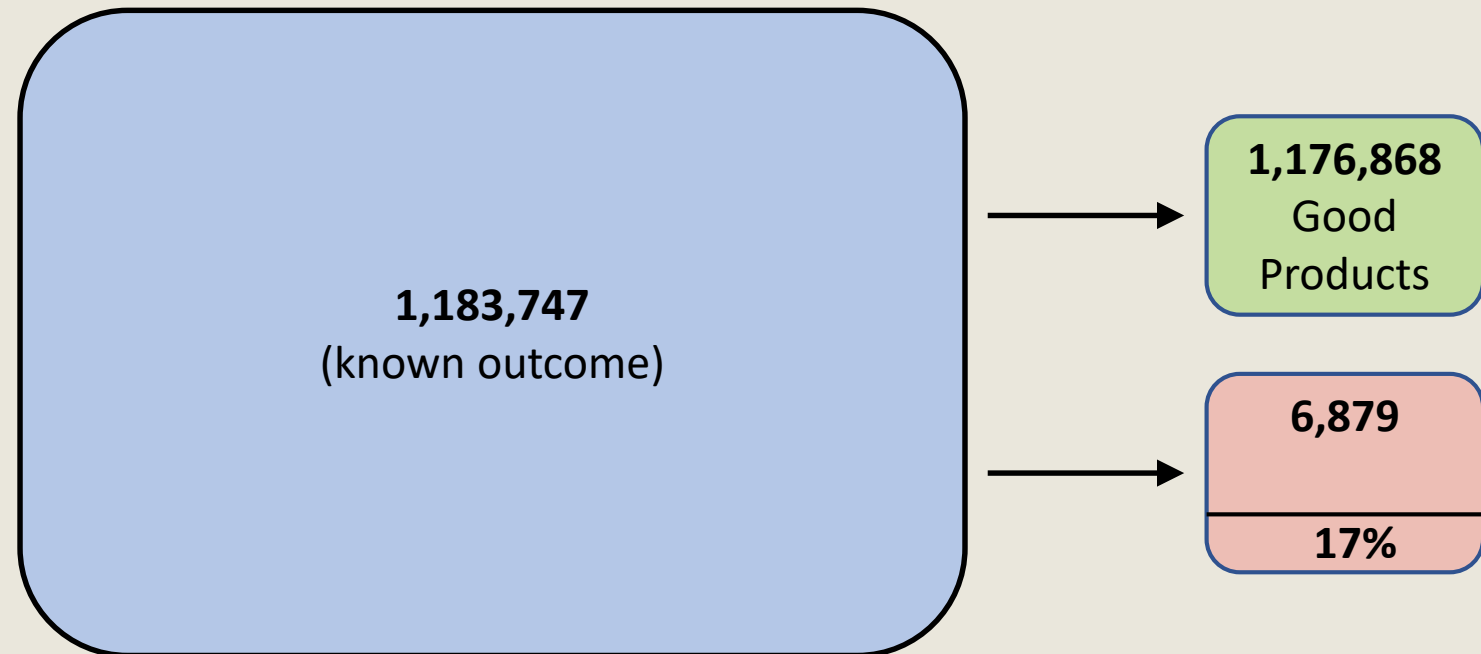 1,183,747
(known outcome)
1,176,868
Good
Products
6,879
17%